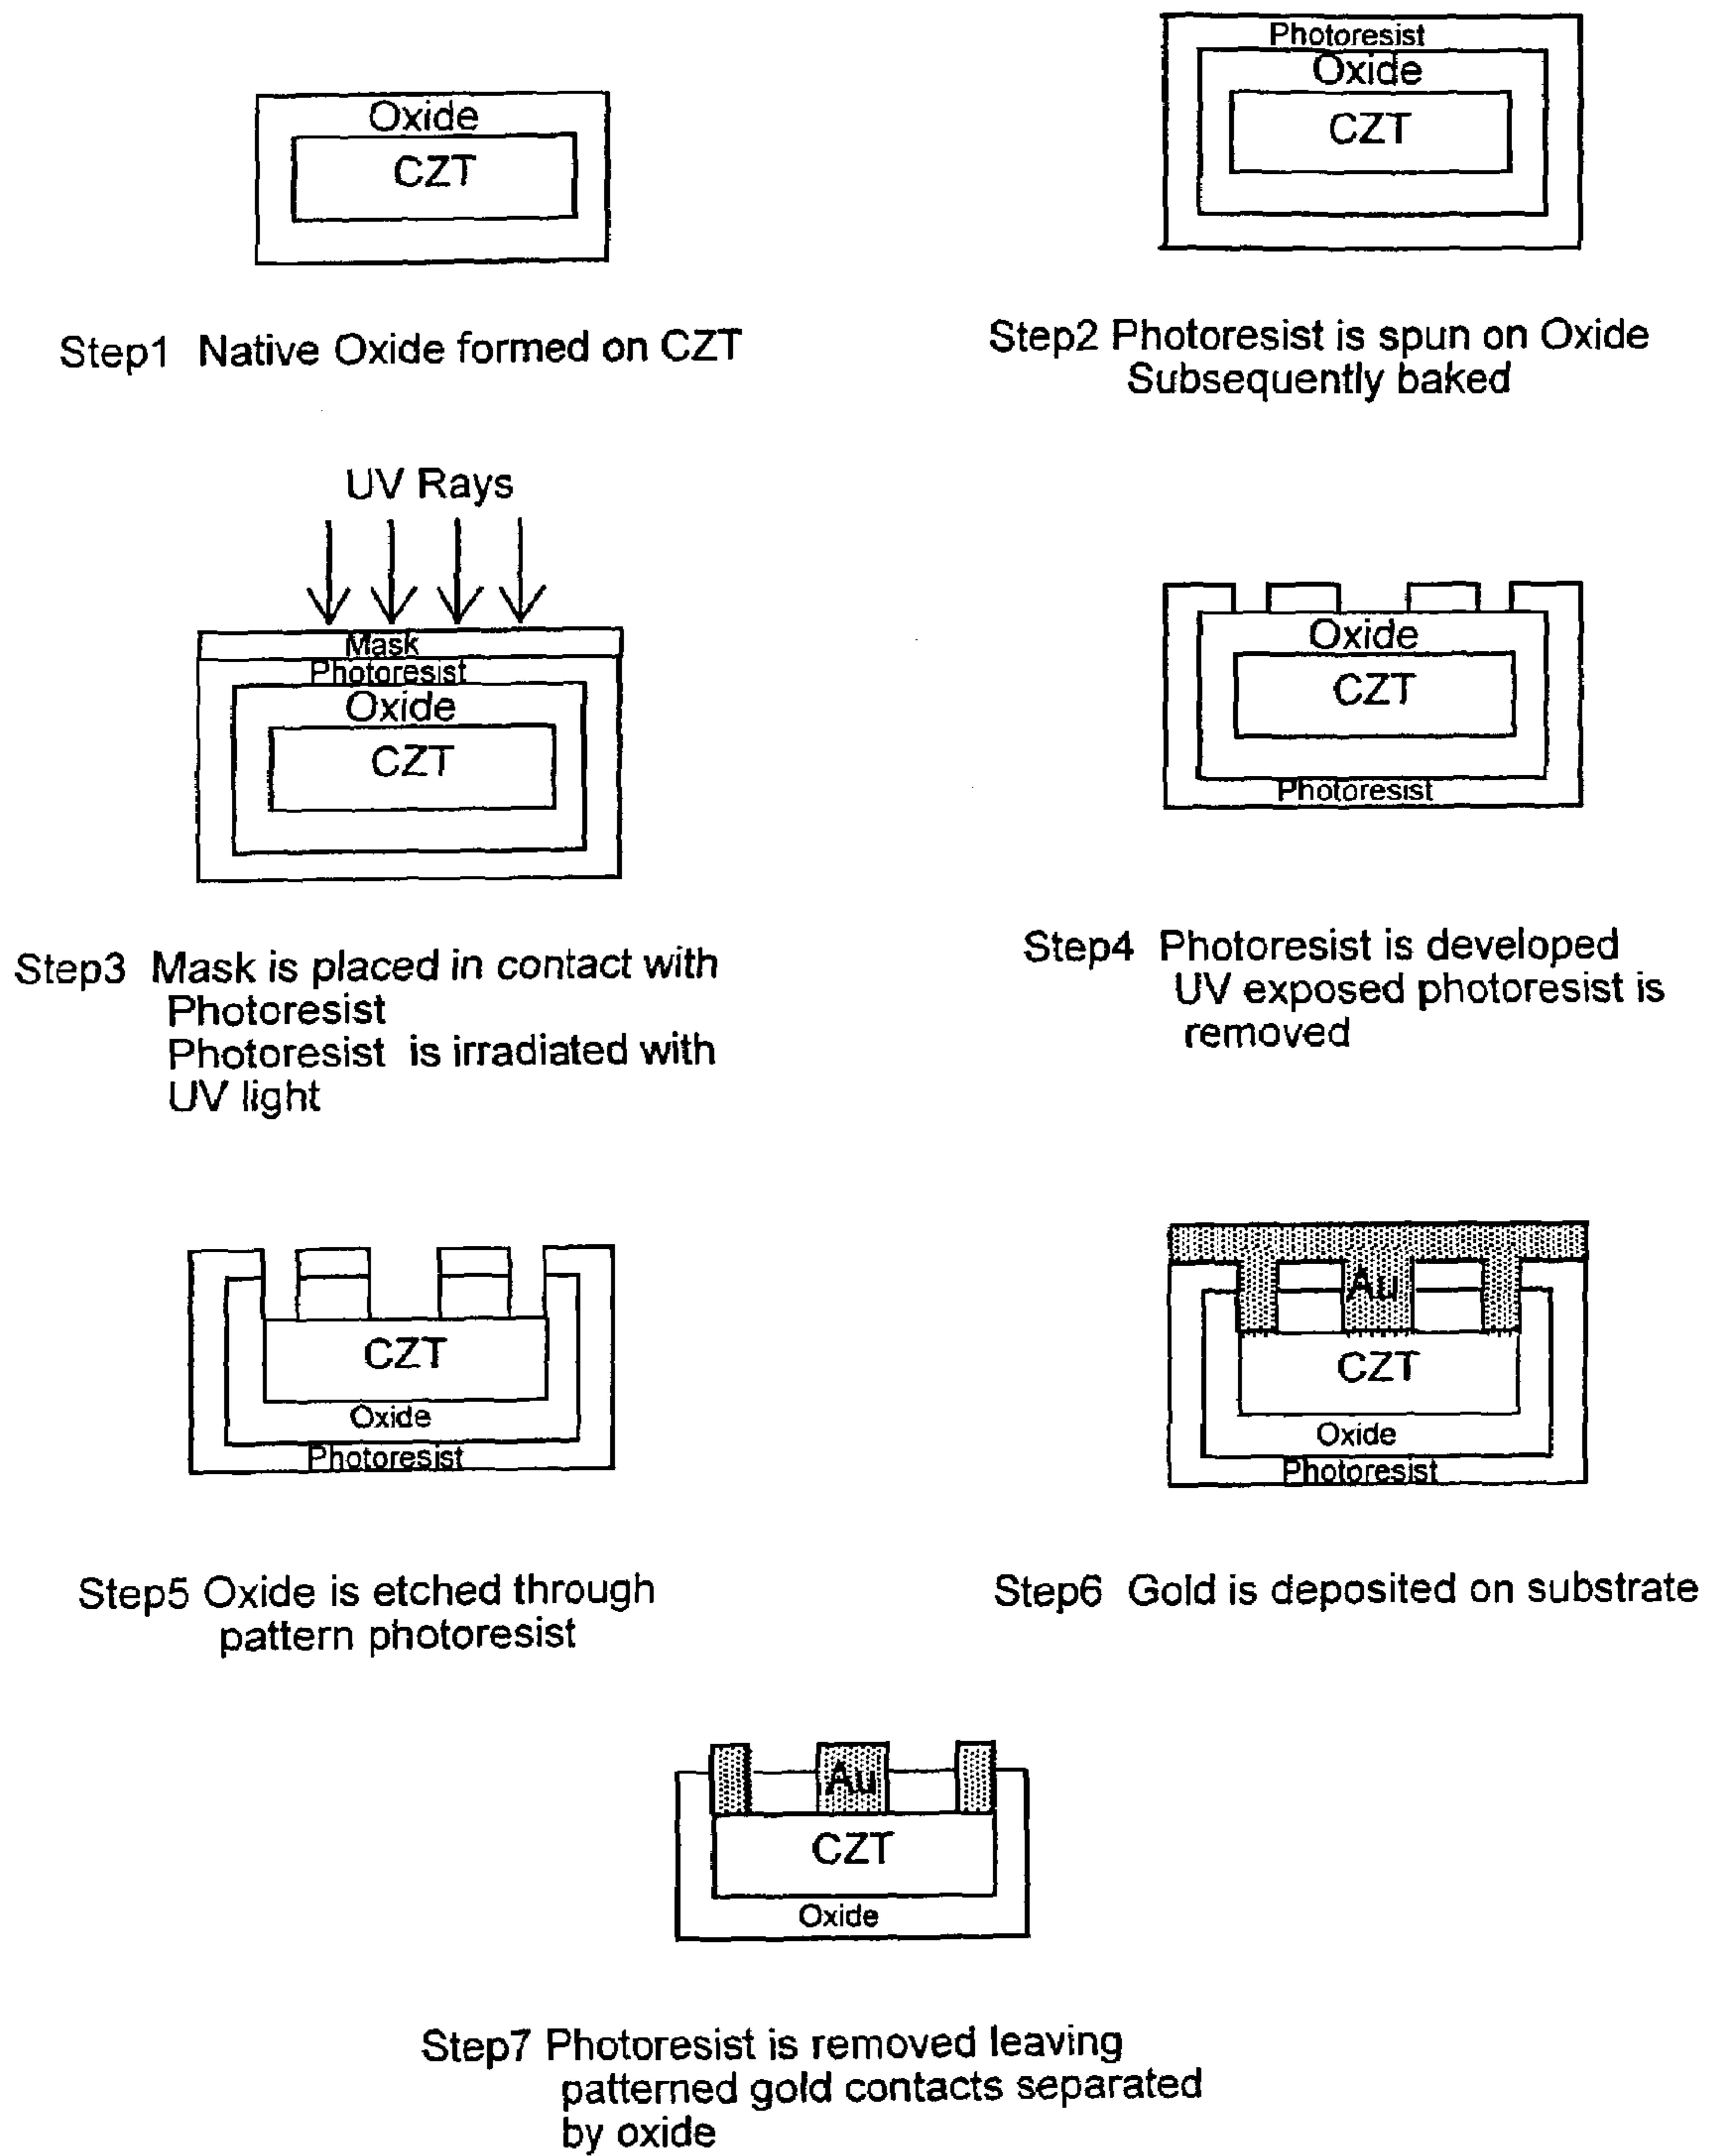 Oxide
CZT
Step1 Native Oxide formed on CZT
Photoresist
Oxide
CZT
Step2 Photoresist is spun on Oxide
Subsequently baked
UV Rays
Mask
Photoresist
Oxide
CZT
Step3 Mask is placed in contact with
Photoresist
Photoresist is irradiated with
UV light
Oxide
CZT
Photoresist
Step4 Photoresist is developed
UV exposed photoresist is
removed
CZT
Oxide
Photoresist
Step5 Oxide is etched through
pattern photoresist
Au
CZT
Oxide
Photoresist
Step6 Gold is deposited on substrate
Au
CZT
Oxide
Step7 Photoresist is removed leaving
patterned gold contacts separated
by oxide